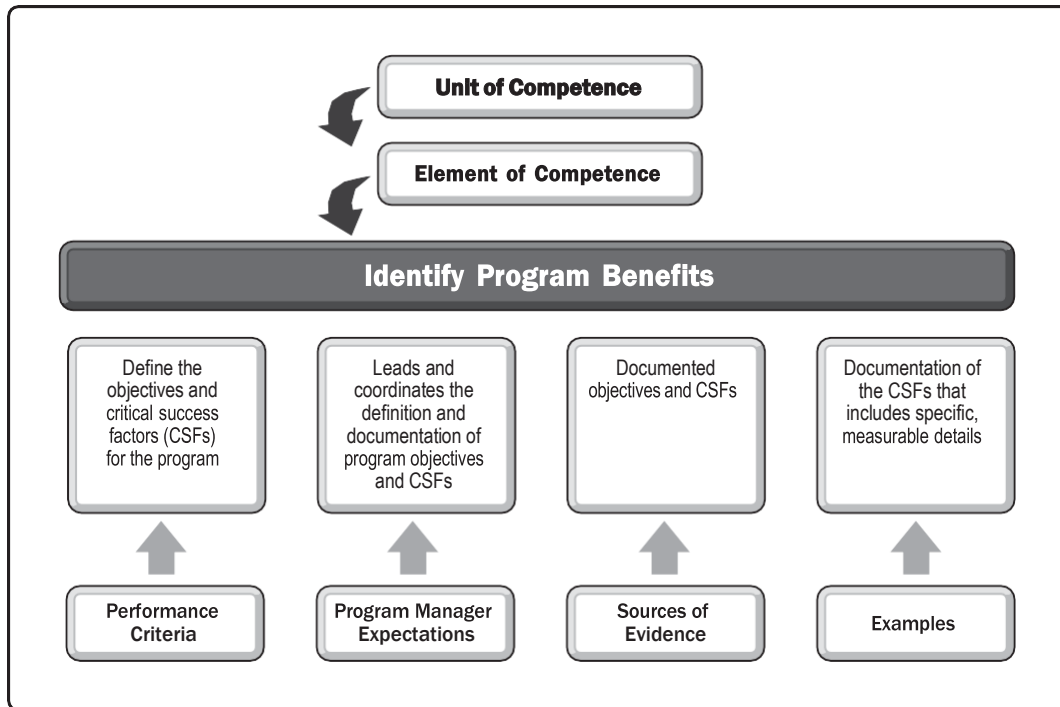 Unit of Competence
Element of Competence
Identify Program Benefits
Define the
objectives and
critical success
factors (CSFs)
for the program
Leads and
coordinates the
definition and
documentation of
program objectives
and CSFs
Documented
objectives and CSFs
Documentation of
the CSFs that
includes specific,
measurable details
Performance
Criteria
Program Manager
Expectations
Sources of
Evidence
Examples